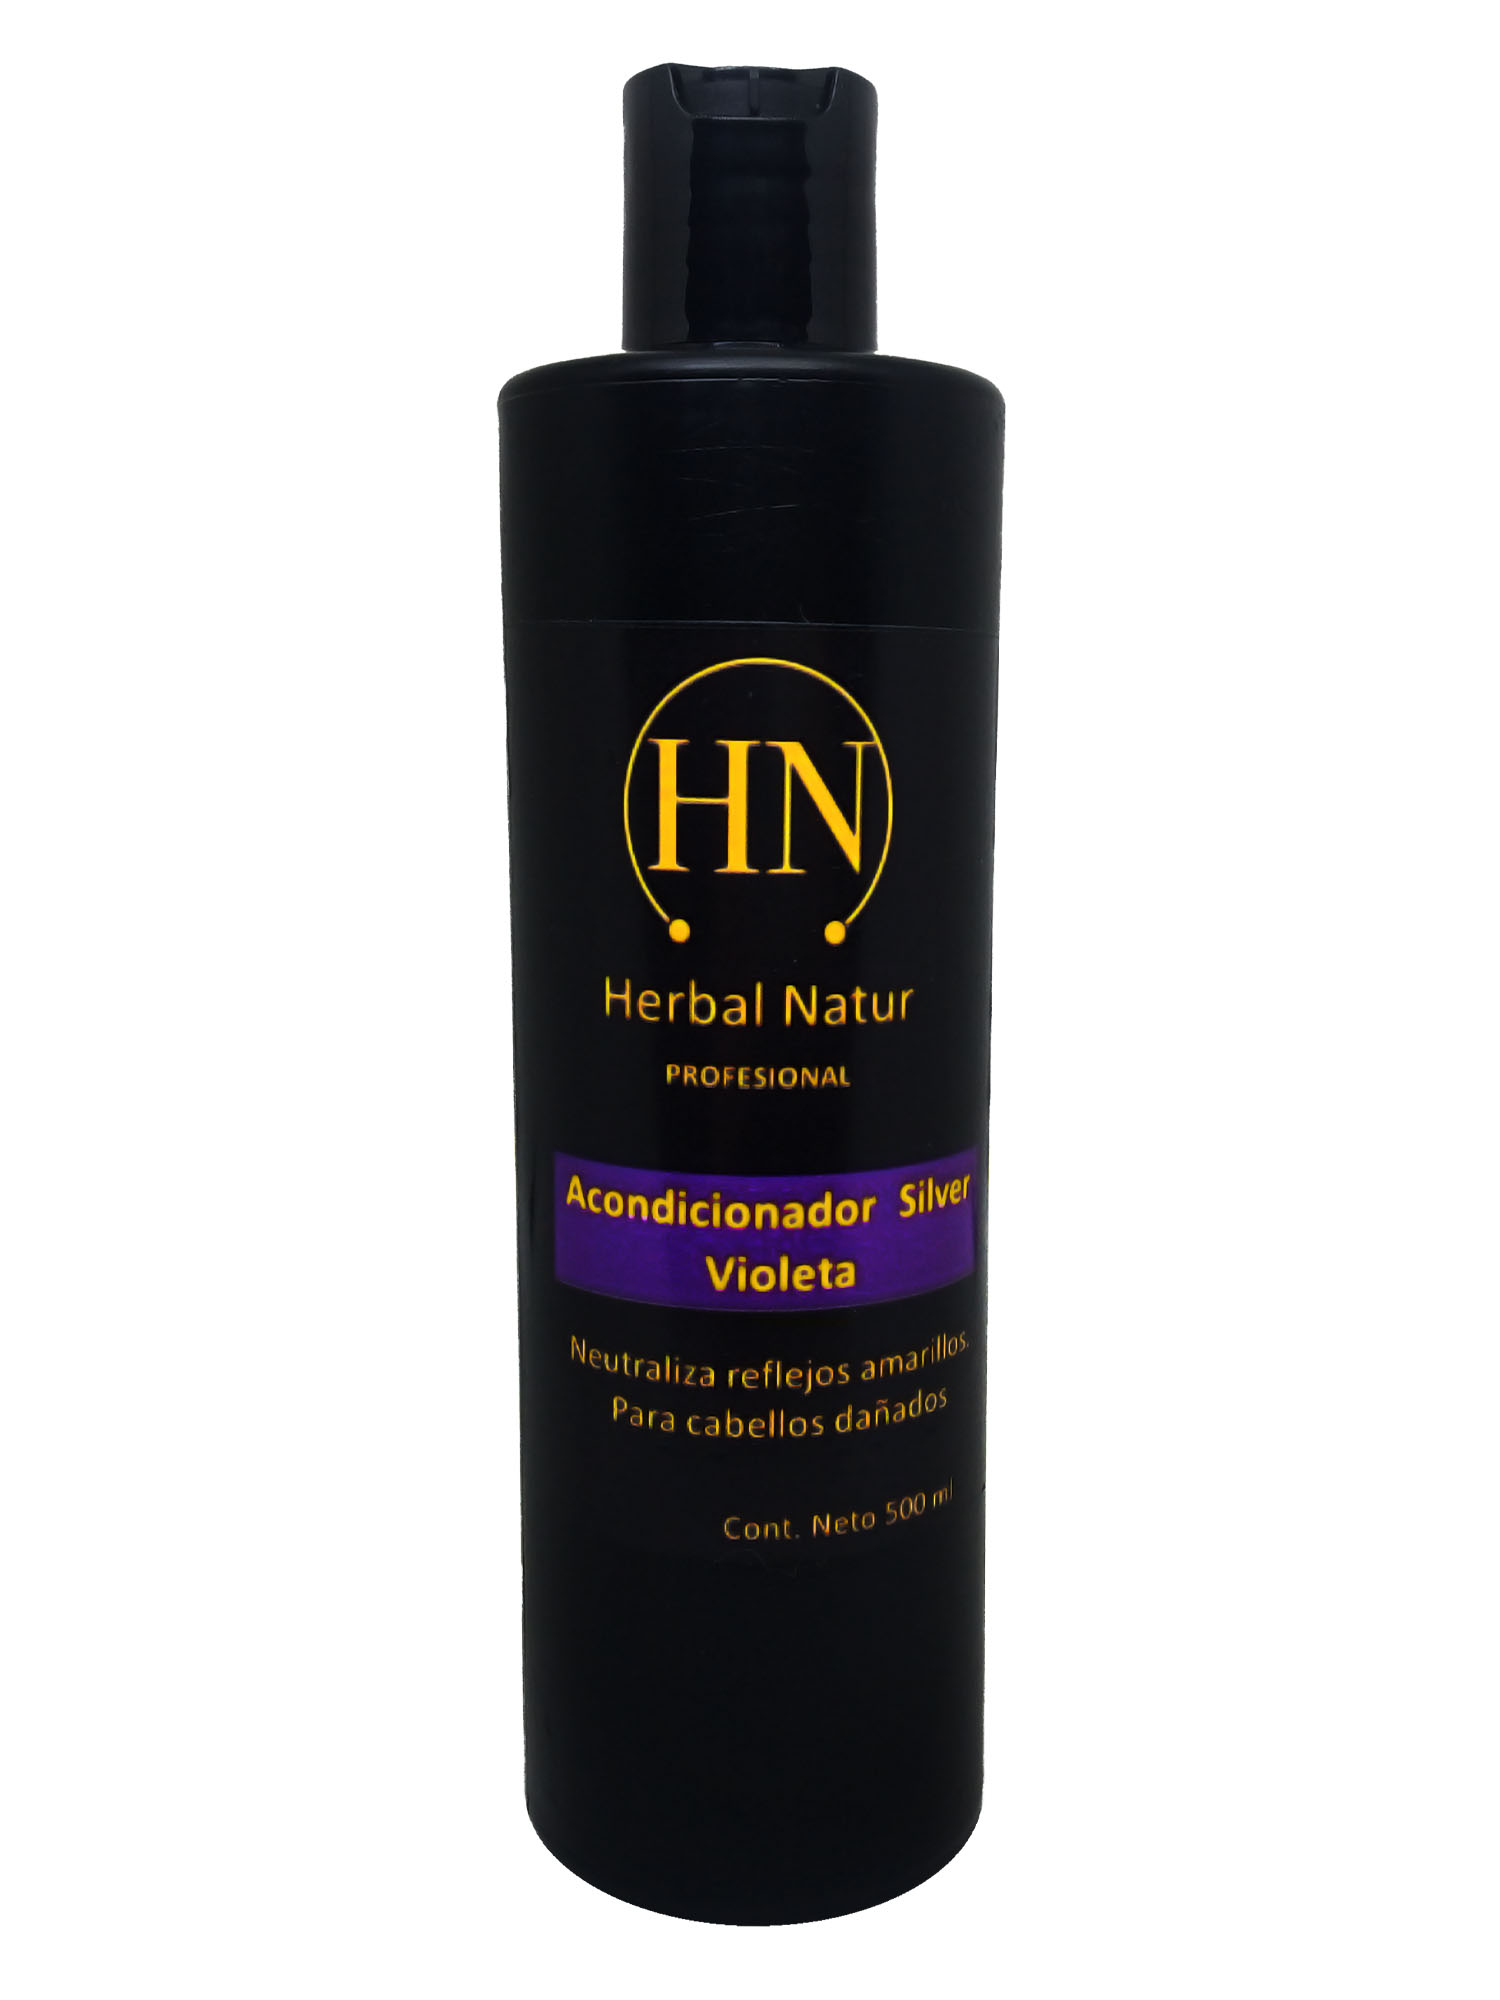 HN
Herbal Natur
PROFESIONAL
Acondicionador Silver
Violeta
Neutraliza reflejos amarillos.
Para cabellos dañados
Cont. Neto 500 ml